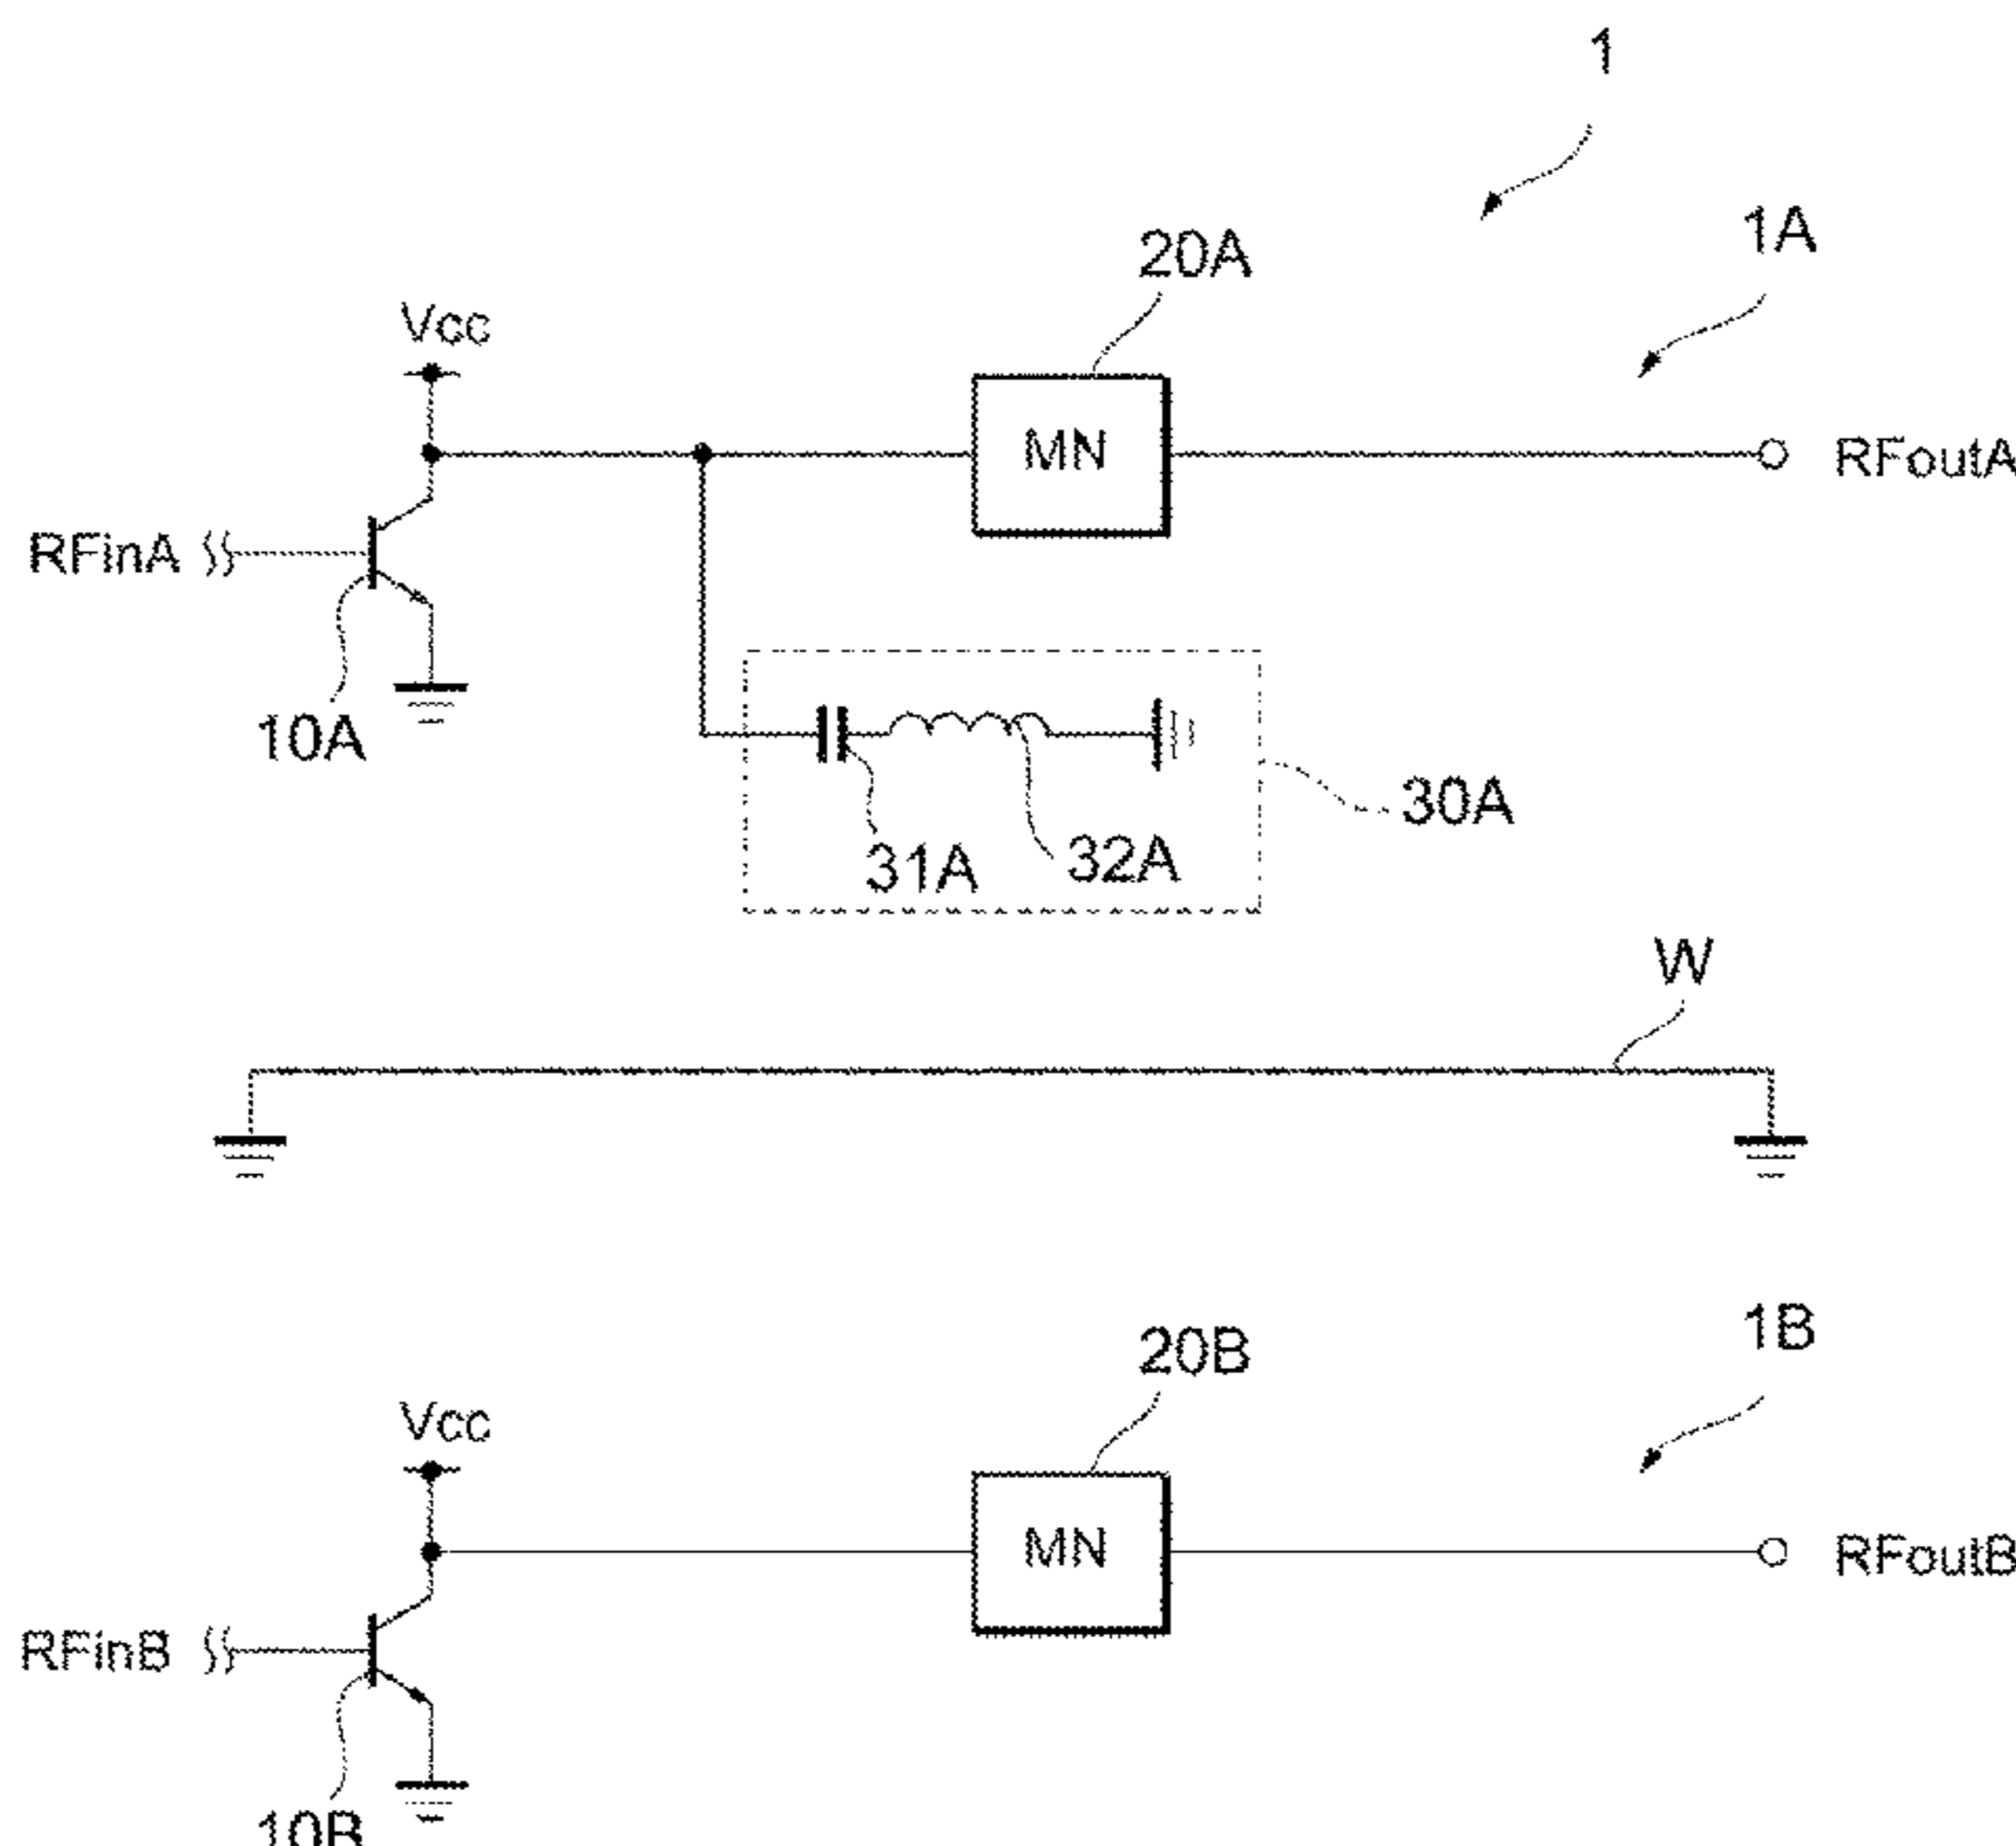 1
1A
20A
Vcc
MN
RFoutA
RFinA
10A
30A
31A
32A
W
1B
20B
Vcc
MN
RFoutB
RFinB
10B